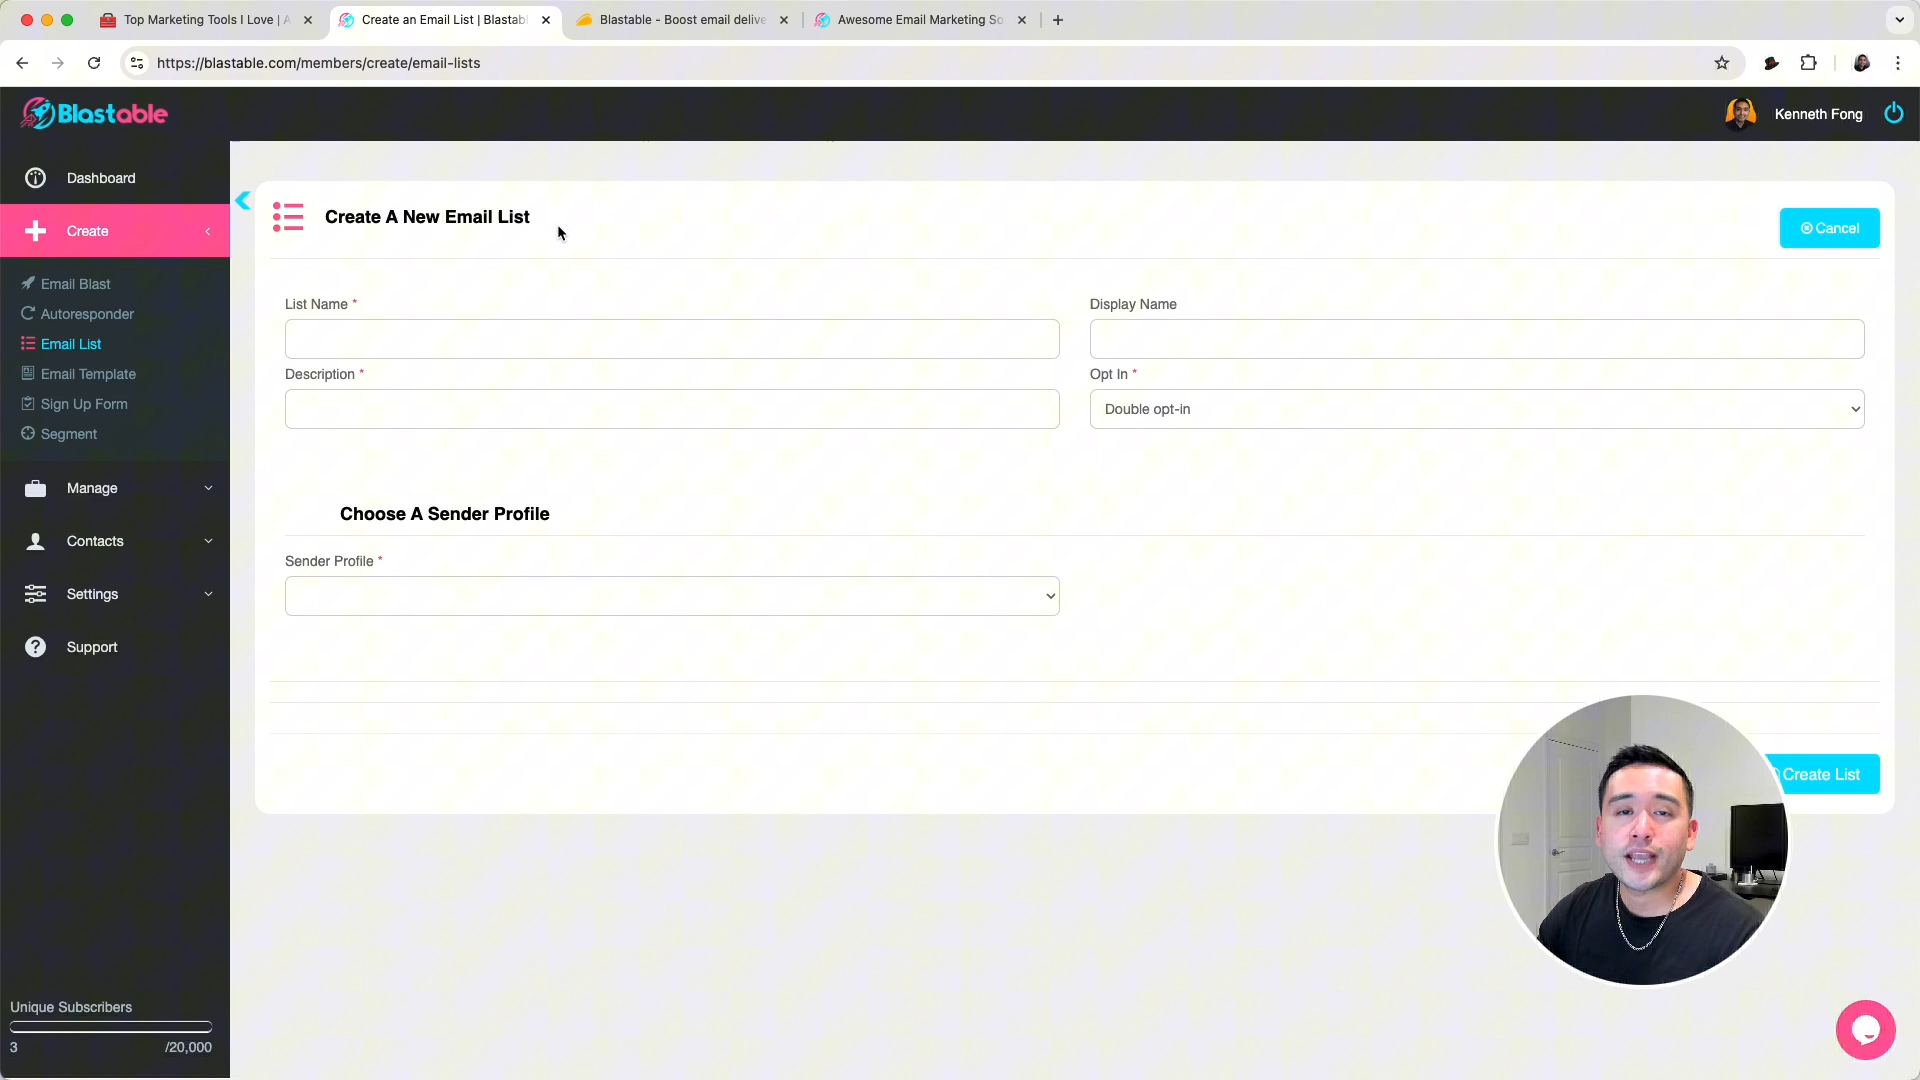 Top Marketing Tools I Love | A
Create an Email List | Blastab
Blastable - Boost email delive
Awesome Email Marketing So
https://blastable.com/members/create/email-lists
Blastable
Kenneth Fong
Dashboard
Create
Email Blast
Autoresponder
Email List
Email Template
Sign Up Form
Segment
Manage
Contacts
Settings
Support
Unique Subscribers
3 /20,000
Create A New Email List
Cancel
List Name *
Display Name
Description *
Opt In *
Double opt-in
Choose A Sender Profile
Sender Profile *
Create List